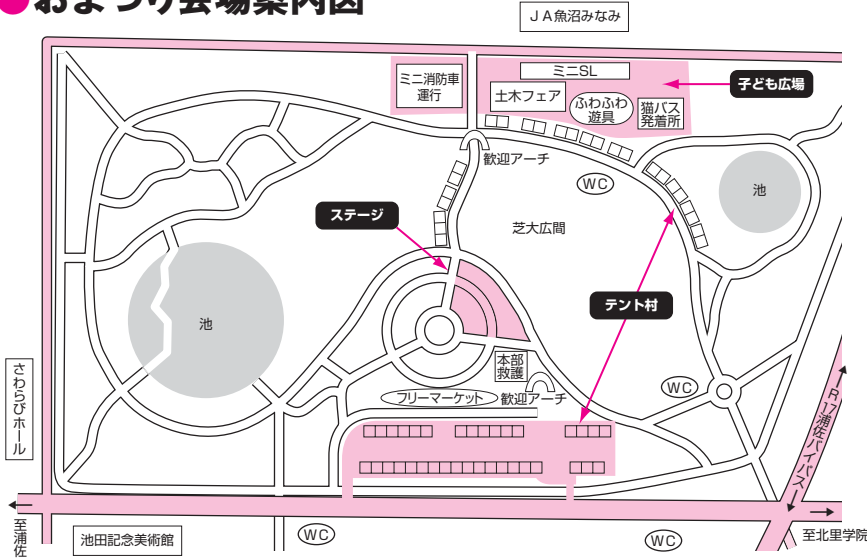 ●おまつり会場案内図
ＪＡ魚沼みなみ
ミニ消防車
運行
ミニSL
土木フェア
ふわふわ
遊具
猫バス
発着所
子ども広場
歓迎アーチ
WC
池
ステージ
芝大広間
テント村
池
本部
救護
フリーマーケット
歓迎アーチ
WC
さわらびホール
R17浦佐バイパス
至浦佐
池田記念美術館
WC
WC
至北里学院